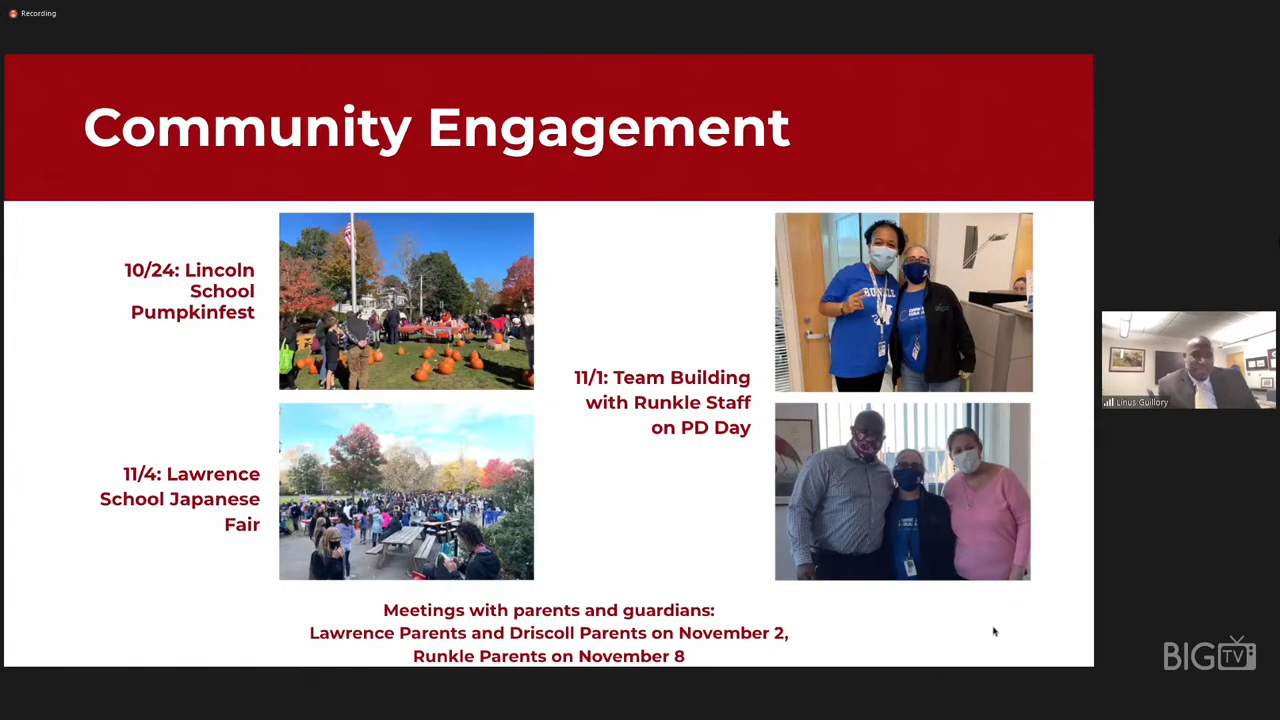 Recording
Community Engagement
10/24: Lincoln
School
Pumpkinfest
11/4: Lawrence
School Japanese
Fair
11/1: Team Building
with Runkle Staff
on PD Day
RUNKLE
Meetings with parents and guardians:
Lawrence Parents and Driscoll Parents on November 2,
Runkle Parents on November 8
Linus Guillory
BIG TV